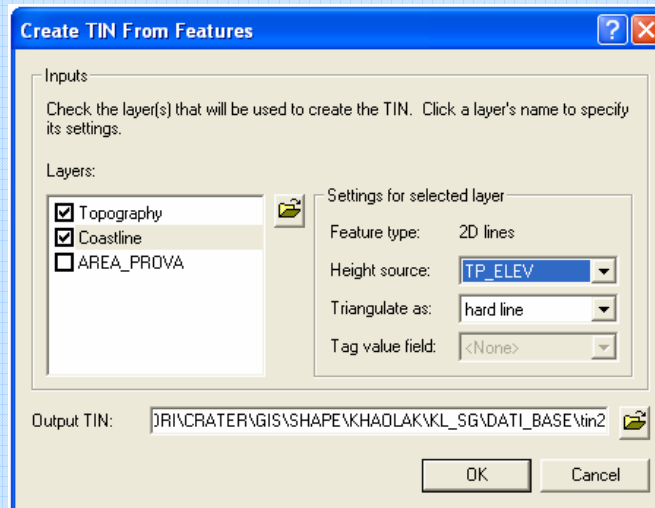 Create TIN From Features
Inputs
Check the layer(s) that will be used to create the TIN. Click a layer's name to specify
its settings.
Layers:
Topography
Coastline
AREA_PROVA
Settings for selected layer
Feature type: 2D lines
Height source: TP_ELEV
Triangulate as: hard line
Tag value field: <None>
Output TIN: ORI\CRATER\GIS\SHAPE\KHAOLAK\KL_SG\DATI_BASE\tin2
OK Cancel